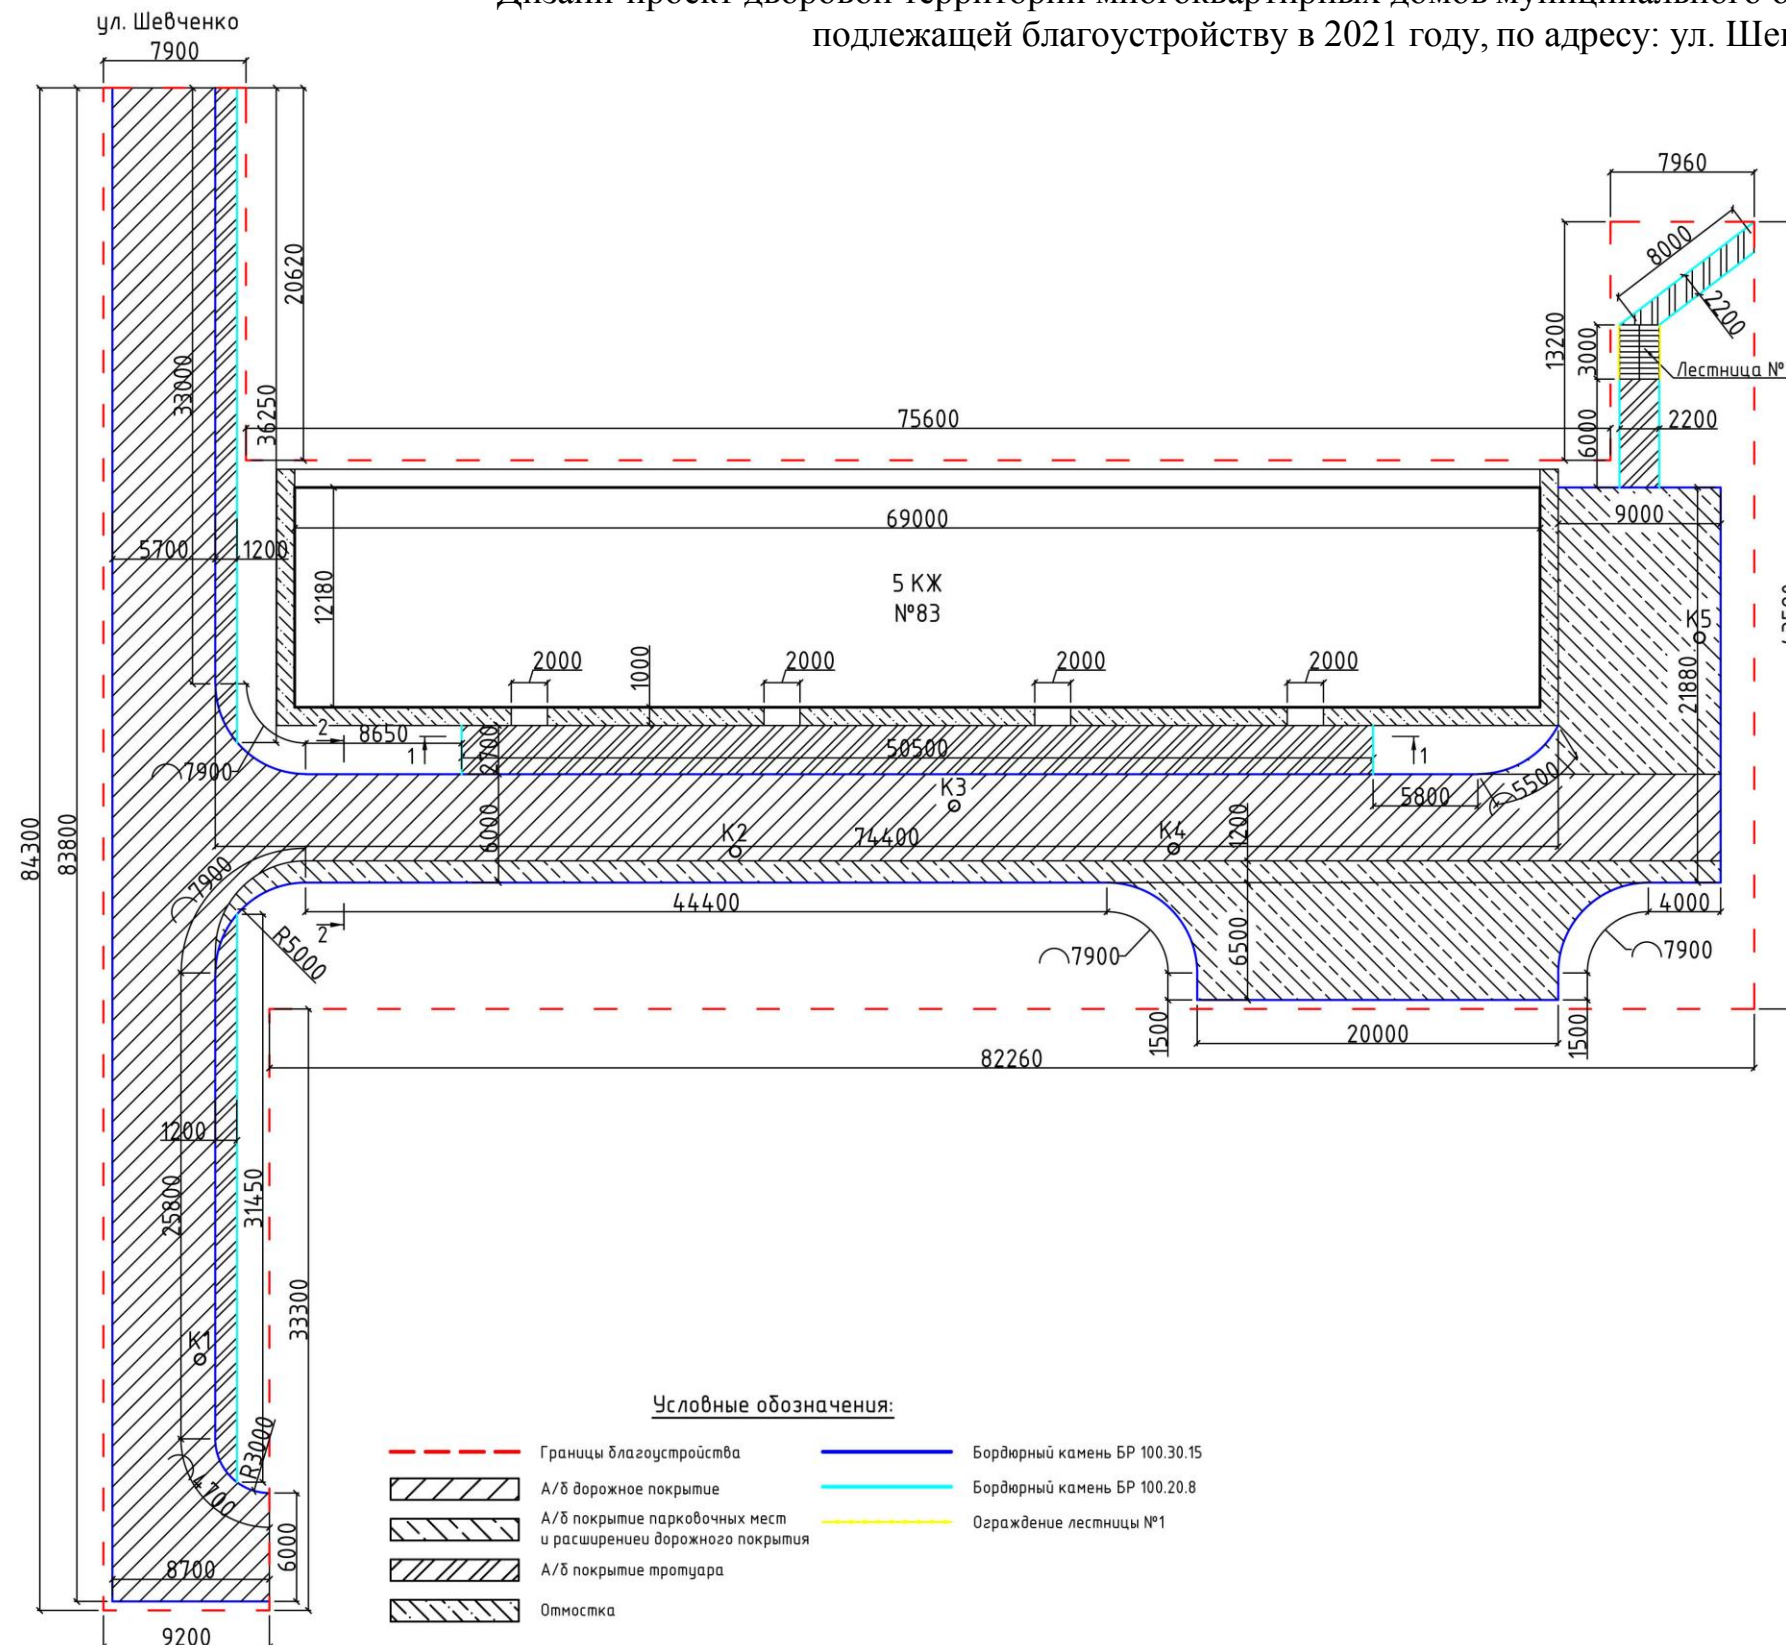 подлежащей благоустройству в 2021 году, по адресу: ул.
ул. Шевченко
7900
7960
8000
2200
13200
3000
Лестница №
6000
2200
20620
33000
36250
75600
69000
9000
5700
1200
12180
5 КЖ
№83
К5
2000
2000
2000
2000
1000
21880
2
8650
1
2700
50500
1
7900
5500
К3
5800
К2
К4
1200
6000
74400
84300
83800
7900
44400
4000
2
R5000
6500
7900
7900
1500
20000
1500
82260
1200
25800
31450
33300
К1
R3000
4700
6000
8700
9200
Условные обозначения:
Границы благоустройства
Бордюрный камень БР 100.30.15
А/б дорожное покрытие
Бордюрный камень БР 100.20.8
А/б покрытие парковочных мест
и расширениеи дорожного покрытия
Ограждение лестницы №1
А/б покрытие тротуара
Отмостка